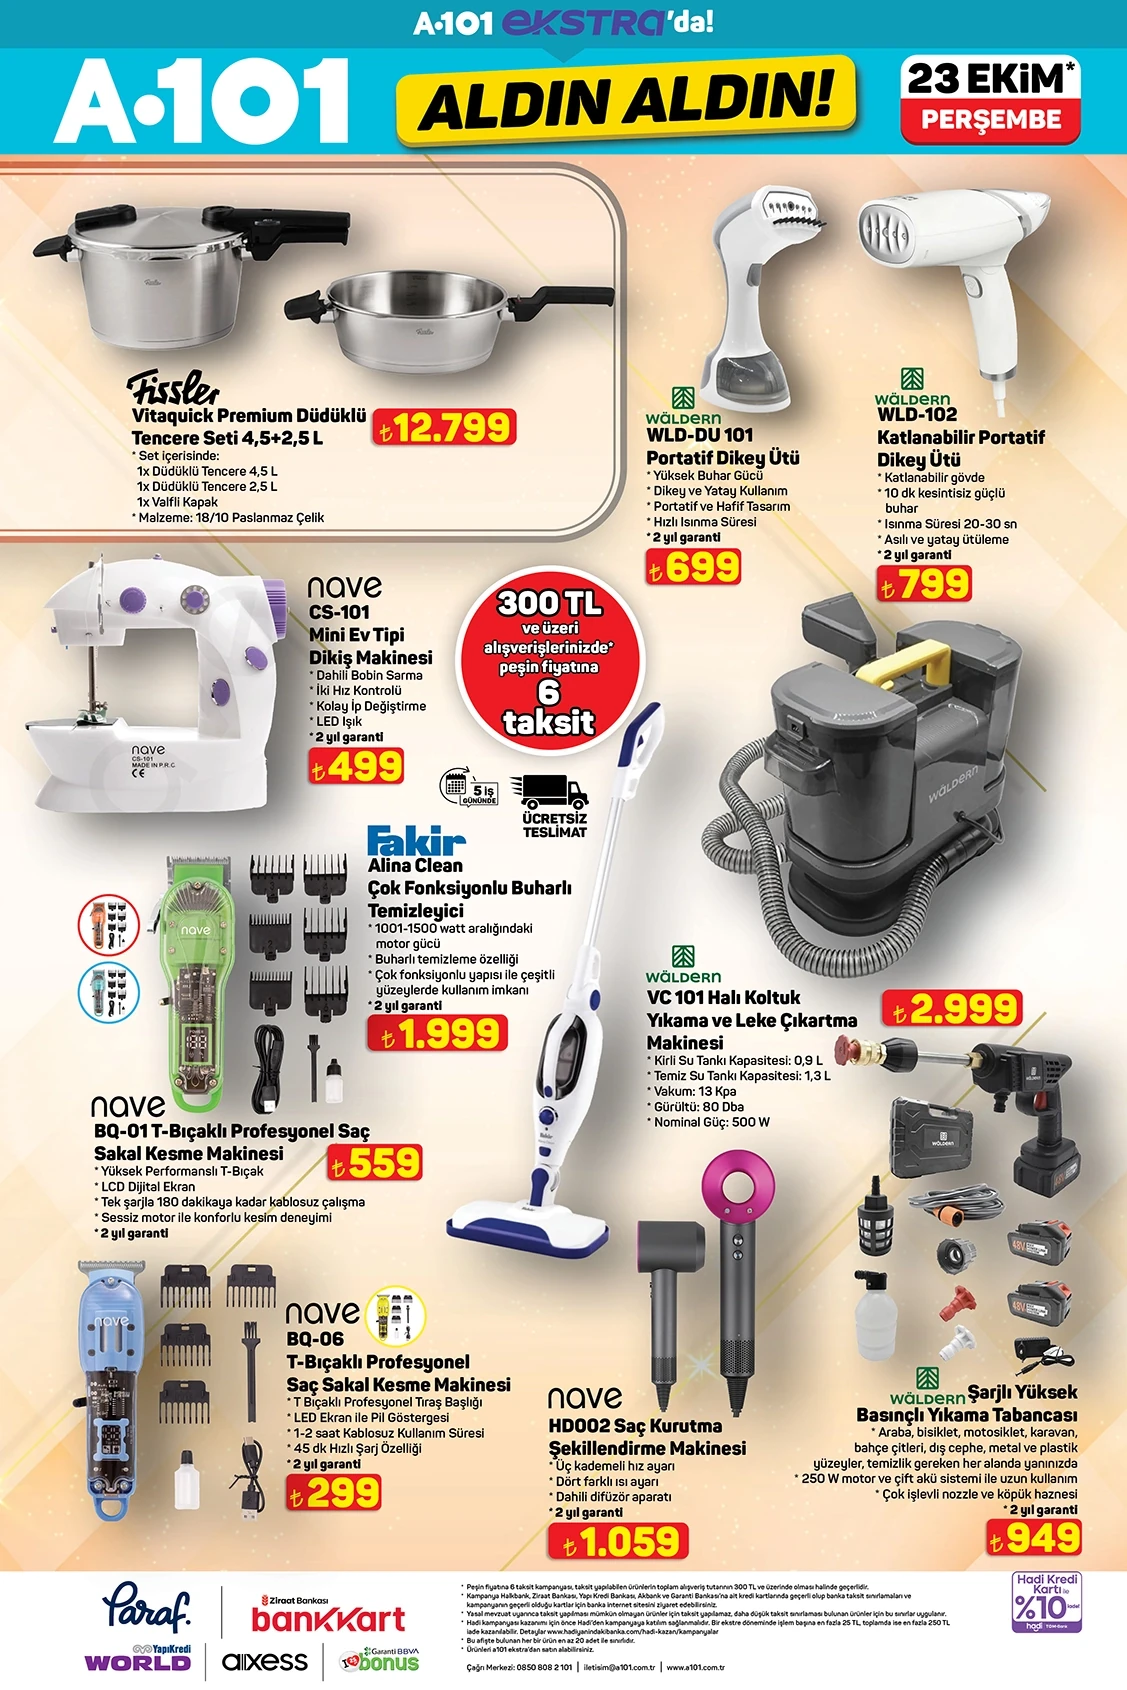 A•101 EKSTRA'da!
A•101
ALDIN ALDIN!
23 EKİM*
PERŞEMBE
Fissler
Fissler
Fissler
Vitaquick Premium Düdüklü
Tencere Seti 4,5+2,5 L
* Set içerisinde:
1x Düdüklü Tencere 4,5 L
1x Düdüklü Tencere 2,5 L
1x Valfli Kapak
* Malzeme: 18/10 Paslanmaz Çelik
₺12.799
WÄLDERN
WLD-DU 101
Portatif Dikey Ütü
* Yüksek Buhar Gücü
* Dikey ve Yatay Kullanım
* Portatif ve Hafif Tasarım
* Hızlı Isınma Süresi
* 2 yıl garanti
₺699
WÄLDERN
WLD-102
Katlanabilir Portatif
Dikey Ütü
* Katlanabilir gövde
* 10 dk kesintisiz güçlü
buhar
* Isınma Süresi 20-30 sn
* Asılı ve yatay ütüleme
* 2 yıl garanti
₺799
nave
CS-101
MADE IN P.R.C.
CE
nave
CS-101
Mini Ev Tipi
Dikiş Makinesi
* Dahili Bobin Sarma
* İki Hız Kontrolü
* Kolay İp Değiştirme
* LED Işık
* 2 yıl garanti
₺499
300 TL
ve üzeri
alışverişlerinizde*
peşin fiyatına
6
taksit
5 İŞ
GÜNÜNDE
ÜCRETSİZ
TESLİMAT
Fakir
Alina Clean
Çok Fonksiyonlu Buharlı
Temizleyici
* 1001-1500 watt aralığındaki
motor gücü
* Buharlı temizleme özelliği
* Çok fonksiyonlu yapısı ile çeşitli
yüzeylerde kullanım imkanı
* 2 yıl garanti
₺1.999
Fakir
WÄLDERN
WÄLDERN
VC 101 Halı Koltuk
Yıkama ve Leke Çıkartma
Makinesi
* Kirli Su Tankı Kapasitesi: 0,9 L
* Temiz Su Tankı Kapasitesi: 1,3 L
* Vakum: 13 Kpa
* Gürültü: 80 Dba
* Nominal Güç: 500 W
₺2.999
nave
nave
BQ-01 T-Bıçaklı Profesyonel Saç
Sakal Kesme Makinesi
* Yüksek Performanslı T-Bıçak
* LCD Dijital Ekran
* Tek şarjla 180 dakikaya kadar kablosuz çalışma
* Sessiz motor ile konforlu kesim deneyimi
* 2 yıl garanti
₺559
nave
nave
BQ-06
T-Bıçaklı Profesyonel
Saç Sakal Kesme Makinesi
* T Bıçaklı Profesyonel Tıraş Başlığı
* LED Ekran ile Pil Göstergesi
* 1-2 saat Kablosuz Kullanım Süresi
* 45 dk Hızlı Şarj Özelliği
* 2 yıl garanti
₺299
nave
HD002 Saç Kurutma
Şekillendirme Makinesi
* Üç kademeli hız ayarı
* Dört farklı ısı ayarı
* Dahili difüzör aparatı
* 2 yıl garanti
₺1.059
WÄLDERN
WÄLDERN
48V
48V
WÄLDERN Şarjlı Yüksek
Basınçlı Yıkama Tabancası
* Araba, bisiklet, motosiklet, karavan,
bahçe çitleri, dış cephe, metal ve plastik
yüzeyler, temizlik gereken her alanda yanınızda
* 250 W motor ve çift akü sistemi ile uzun kullanım
* Çok işlevli nozzle ve köpük haznesi
* 2 yıl garanti
₺949
Paraf.
Ziraat Bankası
bankkart
YapıKredi
WORLD
axess
Garanti BBVA
bonus
* Peşin fiyatına 6 taksit kampanyası, taksit yapılabilen ürünlerin toplam alışveriş tutarının 300 TL ve üzerinde olması halinde geçerlidir.
* Kampanya Halkbank, Ziraat Bankası, Yapı Kredi Bankası, Akbank ve Garanti Bankası'na ait kredi kartlarında geçerli olup banka taksit sınırlamaları ve
kampanyanın geçerli olduğu kartlar için banka internet sitesini ziyaret edebilirsiniz.
* Yasal mevzuat uyarınca taksit yapılması mümkün olmayan ürünler için taksit yapılamaz, daha düşük taksit sınırlaması bulunan ürünler için bu sınırlar uygulanır.
* Hadi kampanyası kazanımı için önce Hadi'den kampanyaya katılım sağlanmalıdır. Bir ekstre döneminde işlem başına en fazla 25 TL, toplamda ise en fazla 250 TL
iade kazanılabilir. Detaylar www.hadiyanindakibanka.com/hadi-kazan/kampanyalar
* Bu afişte bulunan her bir ürün en az 20 adet ile sınırlıdır.
* Ürünleri a101 ekstra'dan satın alabilirsiniz.
Çağrı Merkezi: 0850 808 2 101 | iletisim@a101.com.tr | www.a101.com.tr
Hadi Kredi
Kartı ile
%10 iade!
hadi TOM-Bank